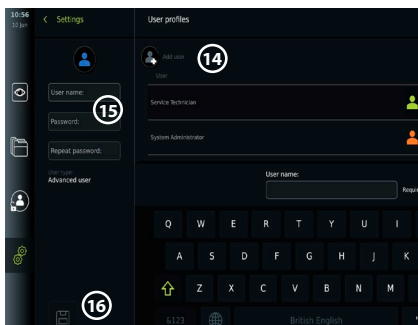 10:56
10 Jun
Settings
User profiles
Add user
14
User
User name:
15
Service Technician
Password:
System Administrator
Repeat password:
User type:
Advanced user
User name:
Q W E R T Y U I
A S D F G H J K
Z X C V B N M
16
&123
British English